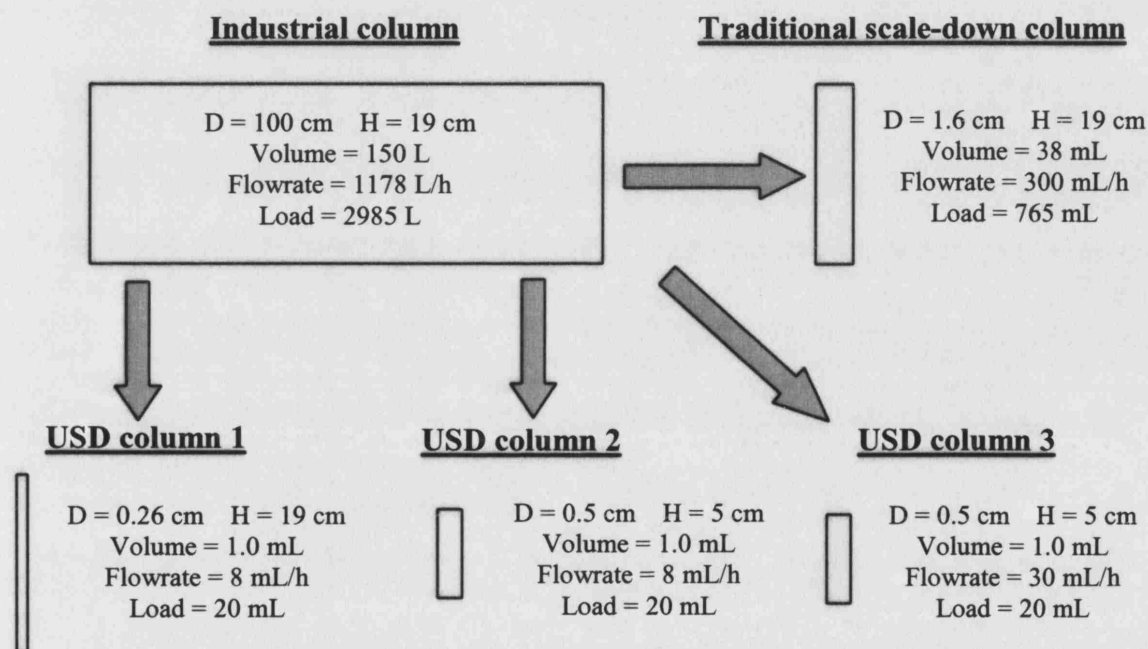 Industrial column
D = 100 cm H = 19 cm
Volume = 150 L
Flowrate = 1178 L/h
Load = 2985 L
Traditional scale-down column
D = 1.6 cm H = 19 cm
Volume = 38 mL
Flowrate = 300 mL/h
Load = 765 mL
USD column 1
D = 0.26 cm H = 19 cm
Volume = 1.0 mL
Flowrate = 8 mL/h
Load = 20 mL
USD column 2
D = 0.5 cm H = 5 cm
Volume = 1.0 mL
Flowrate = 8 mL/h
Load = 20 mL
USD column 3
D = 0.5 cm H = 5 cm
Volume = 1.0 mL
Flowrate = 30 mL/h
Load = 20 mL